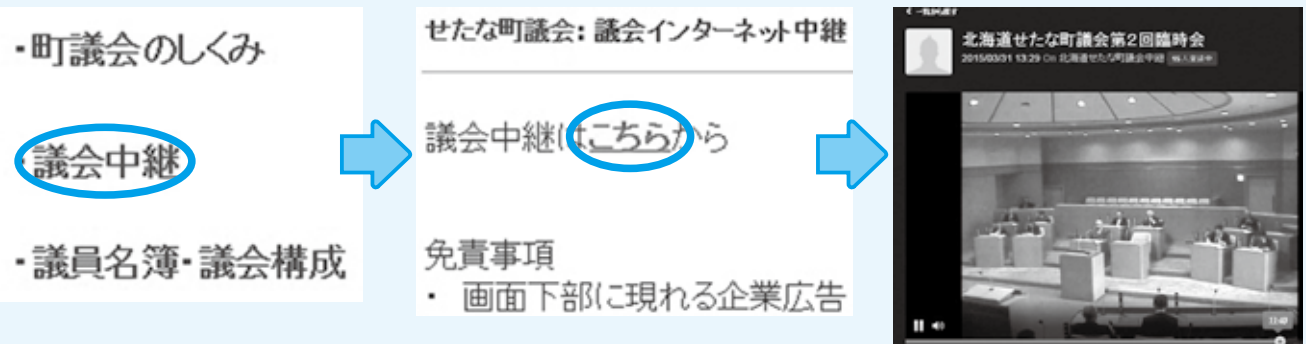 ・町議会のしくみ
・議会中継
・議員名簿・議会構成
せたな町議会：議会インターネット中継
議会中継はこちらから
免責事項
・ 画面下部に現れる企業広告
北海道せたな町議会第2回臨時会
2015/03/31 13:29 On 北海道せたな町議会中継